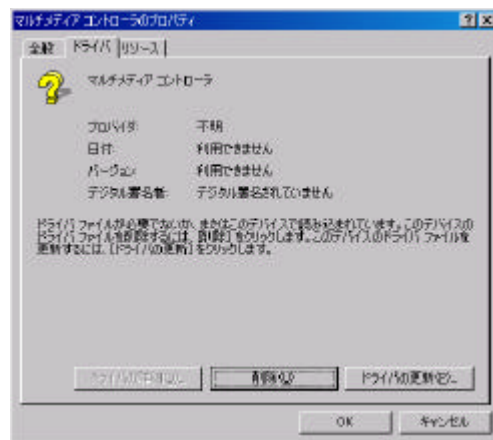 マルチメディア コントローラのプロパティ
全般 ドライバ リソース
マルチメディア コントローラ
プロバイダ: 不明
日付: 利用できません
バージョン: 利用できません
デジタル署名者: デジタル署名されていません
ドライバ ファイルが必要でないか、またはこのデバイスで読み込まれています。このデバイスの
ドライバ ファイルを削除するには、[削除] をクリックします。このデバイスのドライバ ファイルを
更新するには、[ドライバの更新] をクリックします。
削除(U) ドライバの更新(P)...
OK キャンセル